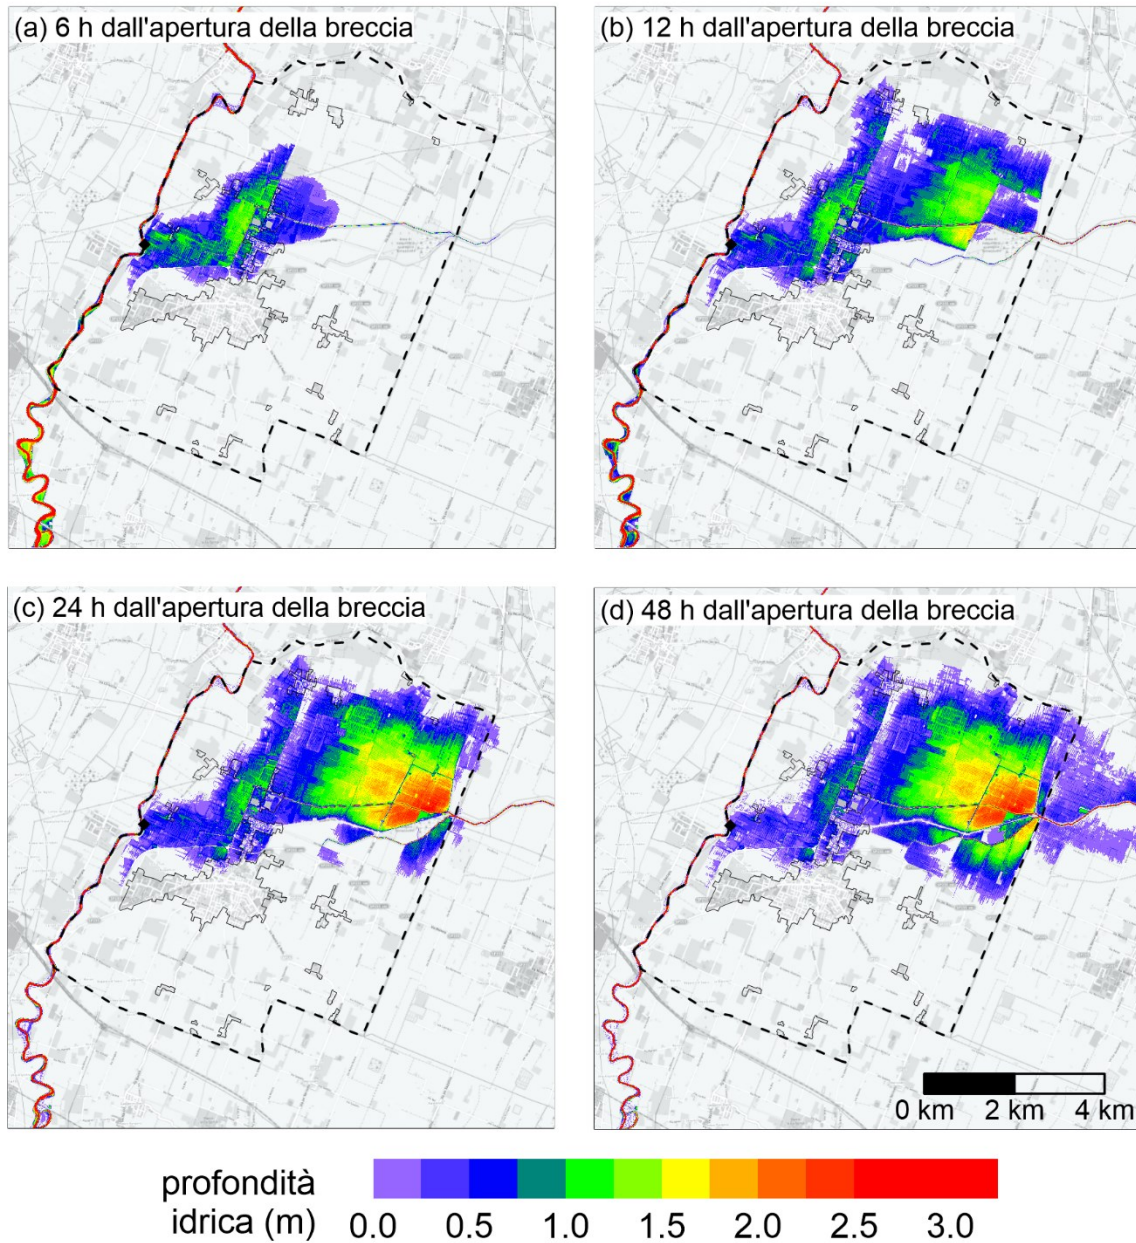 (a) 6 h dall'apertura della breccia
(b) 12 h dall'apertura della breccia
(c) 24 h dall'apertura della breccia
(d) 48 h dall'apertura della breccia
0 km 2 km 4 km
profondità
idrica (m)
0.0 0.5 1.0 1.5 2.0 2.5 3.0